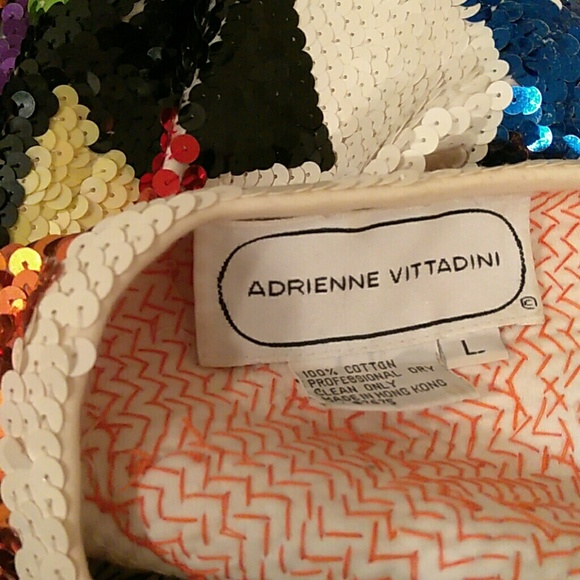 ADRIENNE VITTADINI
©
L
100% COTTON
PROFESSIONAL DRY
CLEAN ONLY
MADE IN HONG KONG